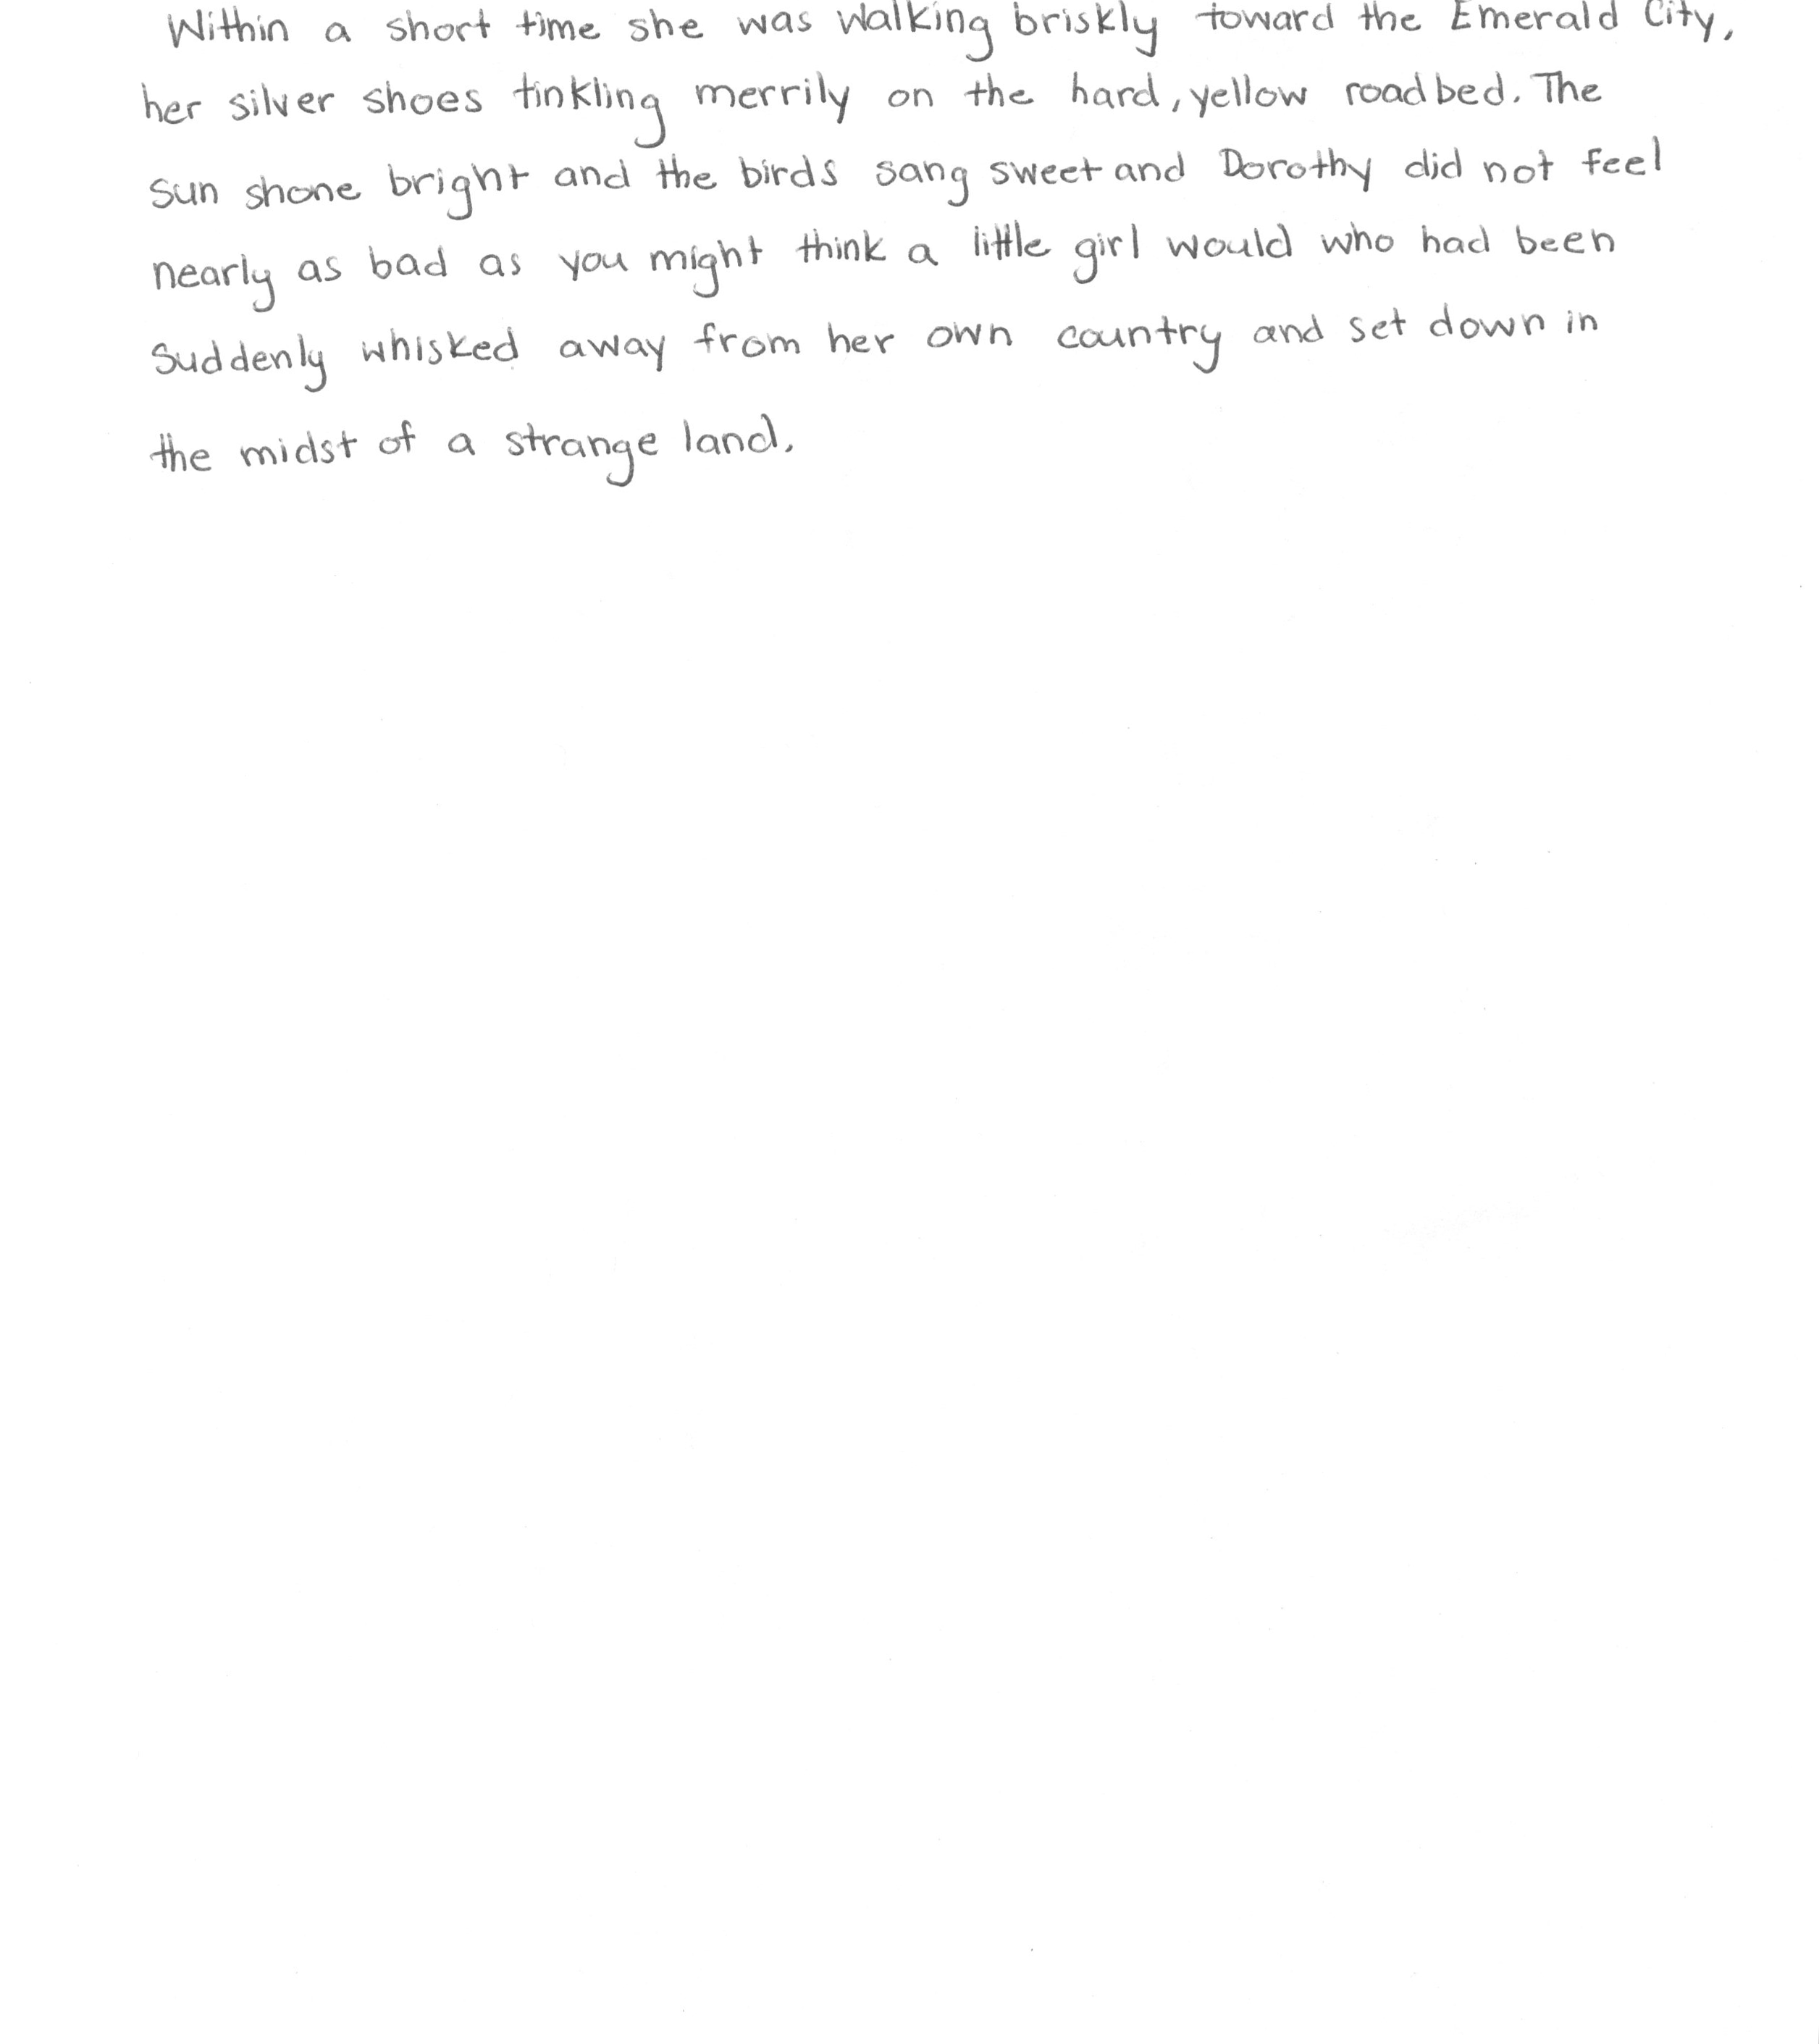 Within a short time she was walking briskly toward the Emerald City,
her silver shoes tinkling merrily on the hard, yellow roadbed. The
sun shone bright and the birds sang sweet and Dorothy did not feel
nearly as bad as you might think a little girl would who had been
suddenly whisked away from her own country and set down in
the midst of a strange land.